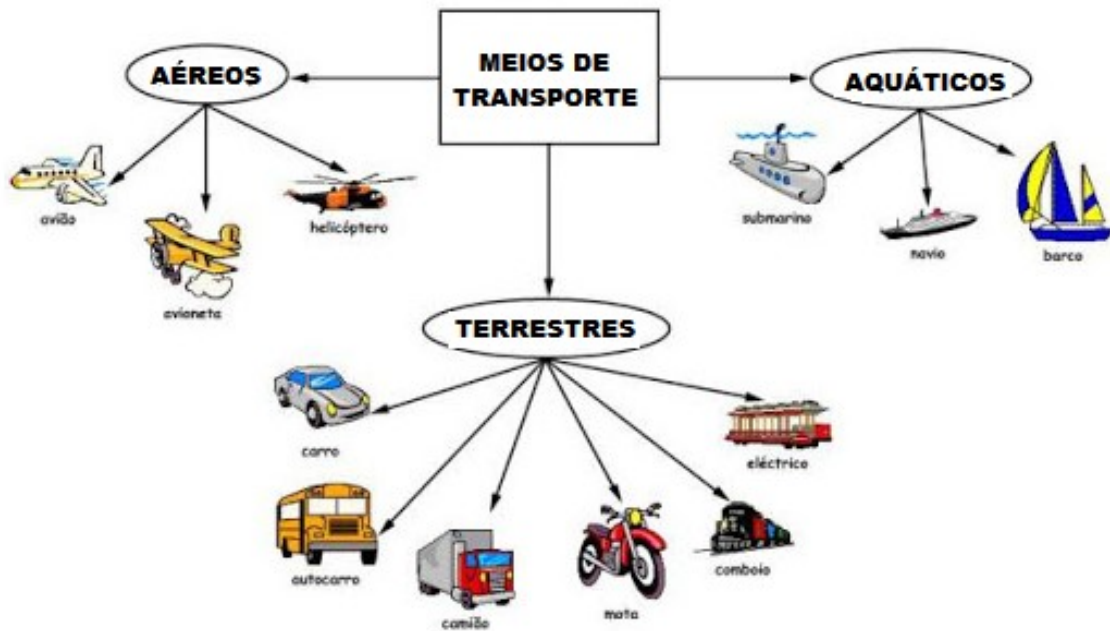 MEIOS DE
TRANSPORTE
AÉREOS
AQUÁTICOS
avião
avioneta
helicóptero
submarino
navio
barco
TERRESTRES
carro
autocarro
camião
mota
comboio
eléctrico